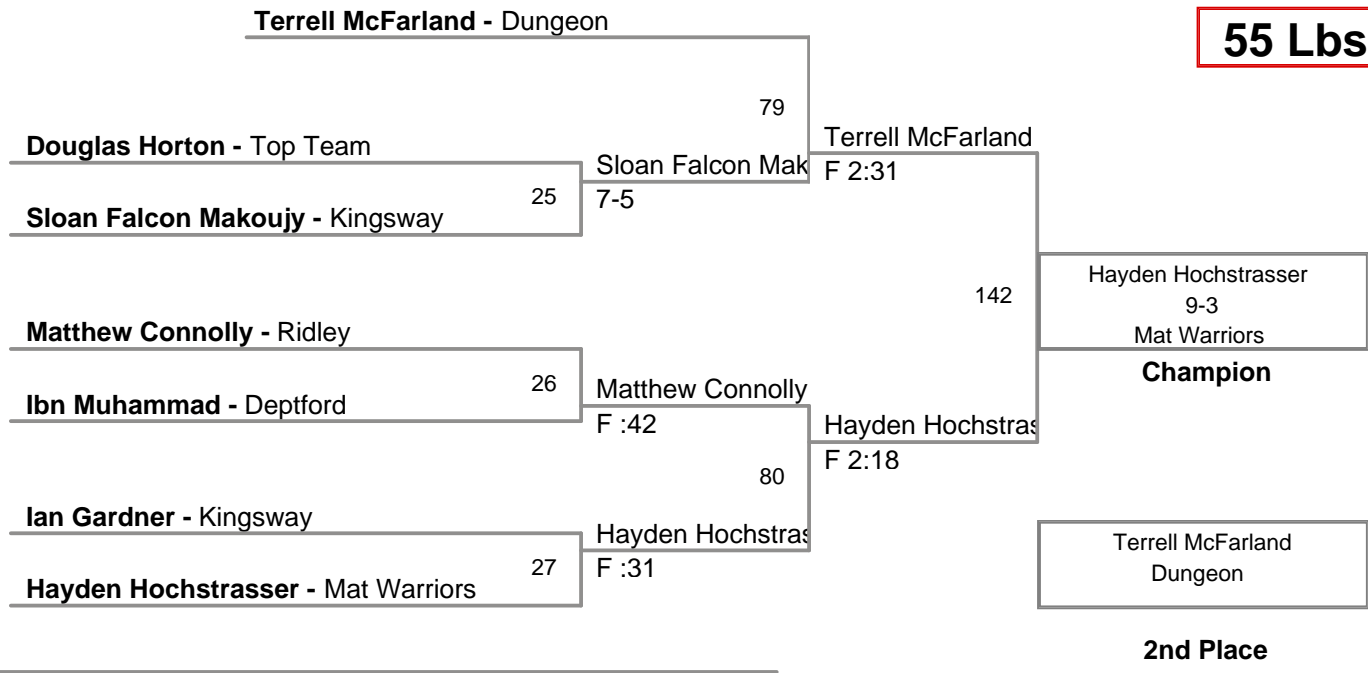 Terrell McFarland - Dungeon
55 Lbs
79
Douglas Horton - Top Team
Terrell McFarland
Sloan Falcon Mak
F 2:31
25
7-5
Sloan Falcon Makoujy - Kingsway
142
Hayden Hochstrasser
9-3
Mat Warriors
Champion
Matthew Connolly - Ridley
26
Matthew Connolly
Ibn Muhammad - Deptford
F :42
Hayden Hochstras
F 2:18
80
Ian Gardner - Kingsway
Hayden Hochstras
27
F :31
Hayden Hochstrasser - Mat Warriors
Terrell McFarland
Dungeon
2nd Place